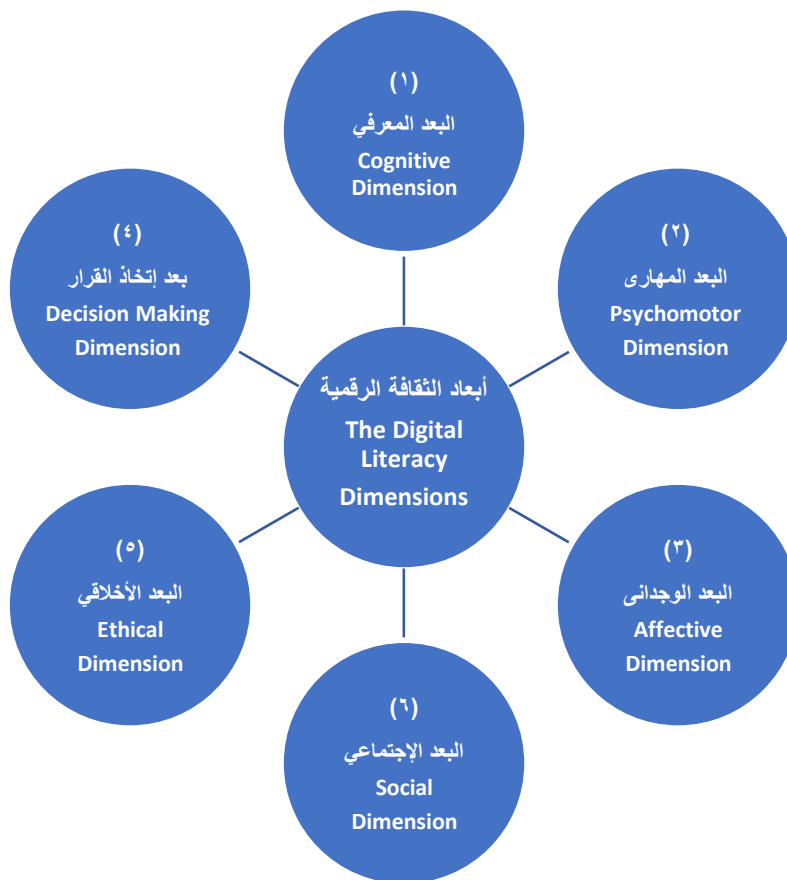 (١)
البعد المعرفي
Cognitive
Dimension
(٢)
البعد المهارى
Psychomotor
Dimension
(٣)
البعد الوجدانى
Affective
Dimension
(٤)
بعد إتخاذ القرار
Decision Making
Dimension
(٥)
البعد الأخلاقي
Ethical
Dimension
(٦)
البعد الإجتماعي
Social
Dimension
أبعاد الثقافة الرقمية
The Digital
Literacy
Dimensions